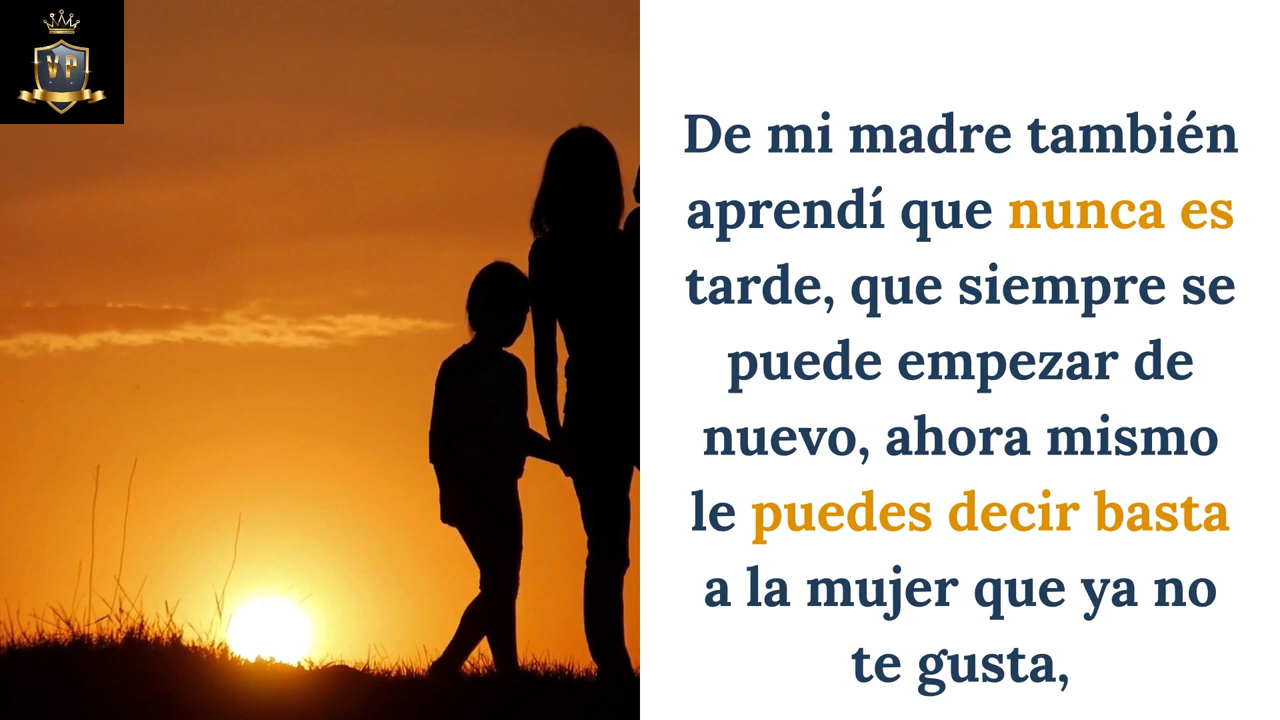 VP
De mi madre también
aprendí que nunca es
tarde, que siempre se
puede empezar de
nuevo, ahora mismo
le puedes decir basta
a la mujer que ya no
te gusta,